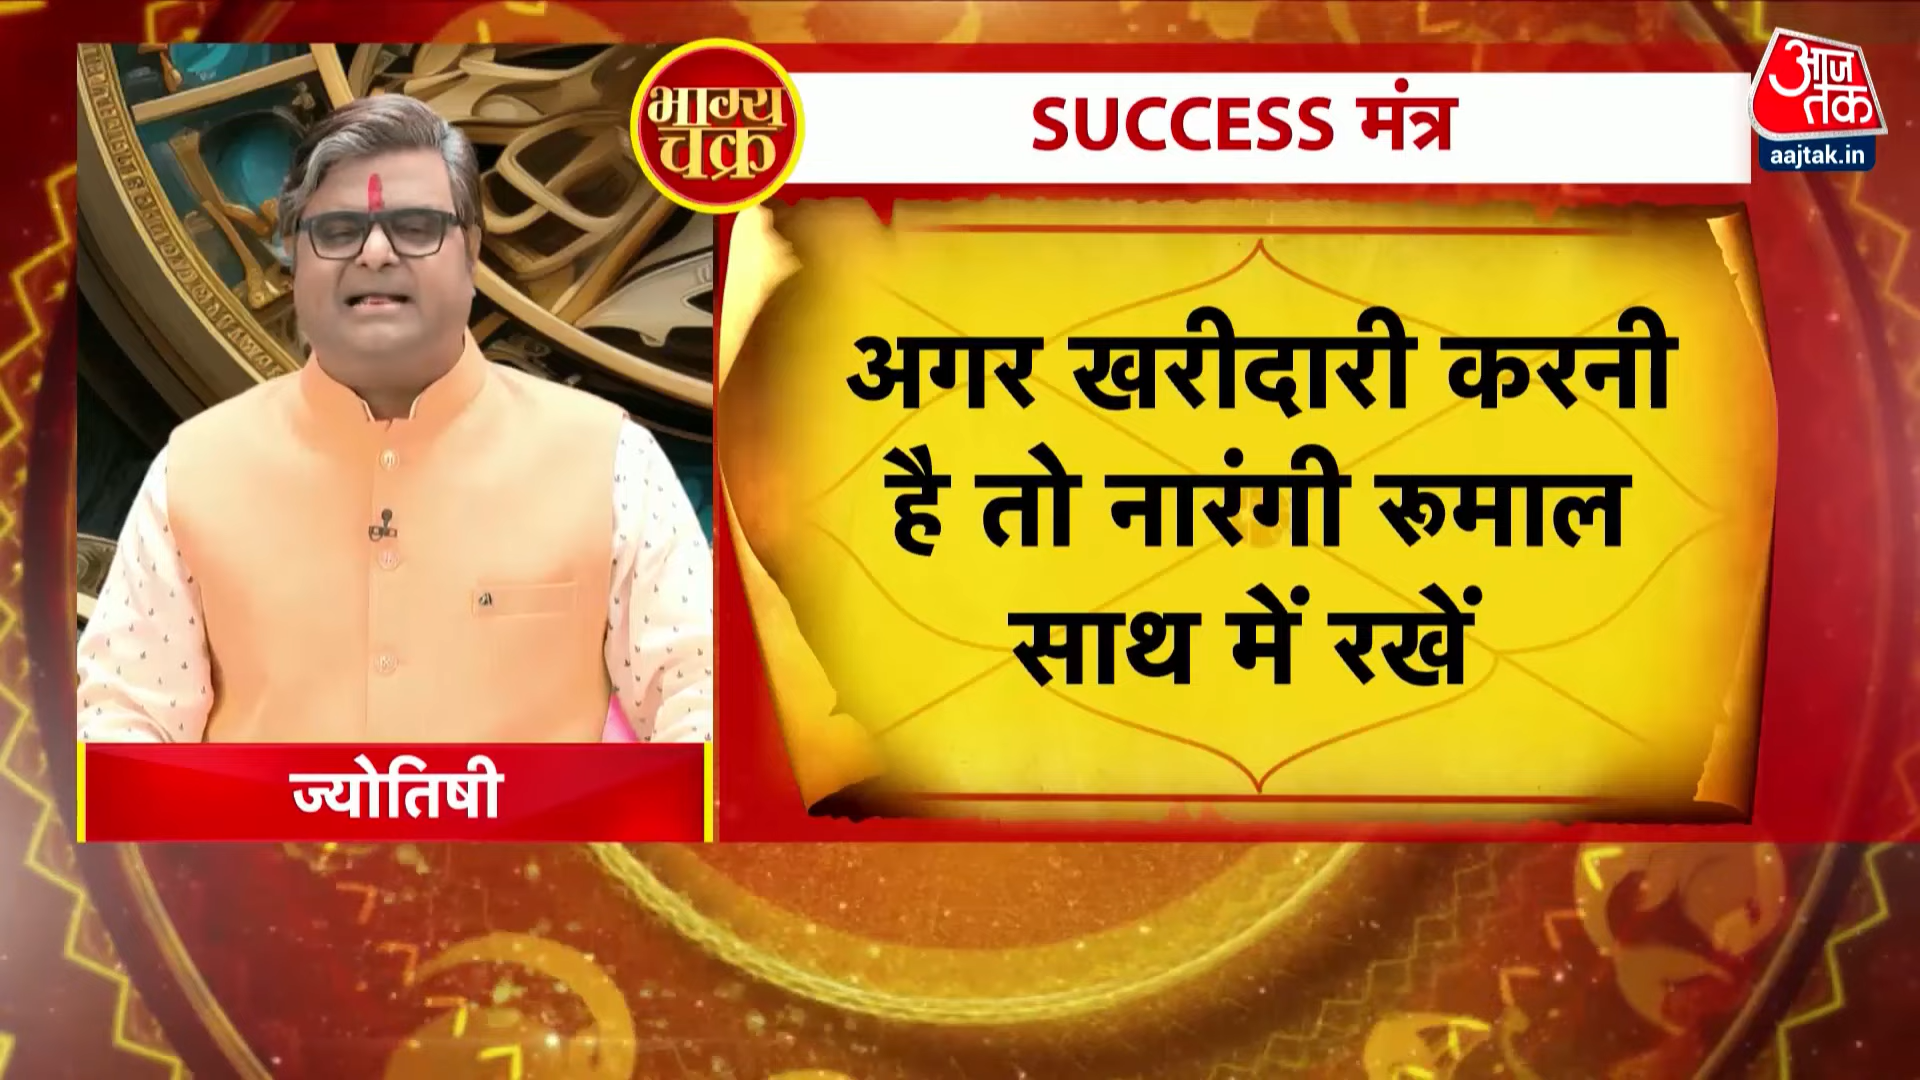 भाग्य
चक्र
SUCCESS मंत्र
आज
तक
aajtak.in
अगर खरीदारी करनी
है तो नारंगी रूमाल
साथ में रखें
ज्योतिषी